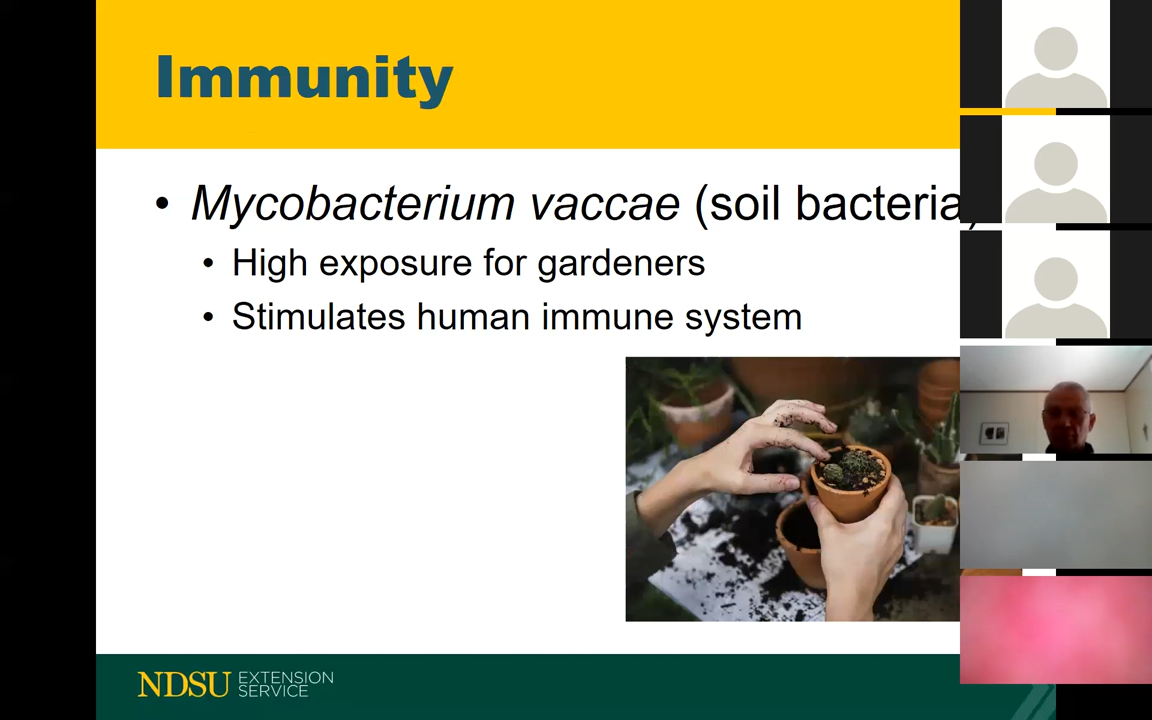 Immunity
• Mycobacterium vaccae (soil bacteria)
• High exposure for gardeners
• Stimulates human immune system
NDSU EXTENSION
SERVICE